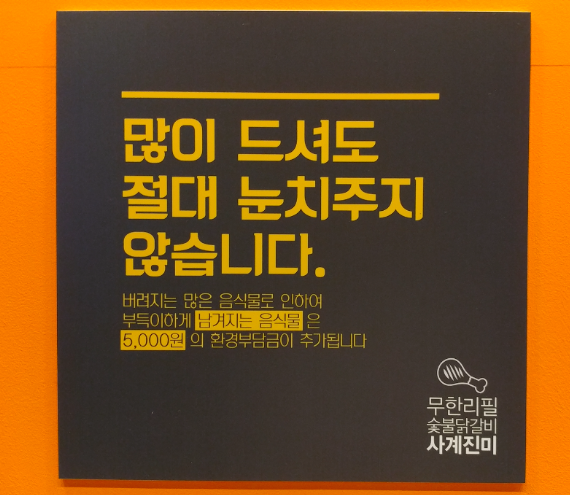 많이 드셔도
절대 눈치주지
않습니다.
버려지는 많은 음식물로 인하여
부득이하게 남겨지는 음식물 은
5,000원 의 환경부담금이 추가됩니다
무한리필
숯불닭갈비
사계진미